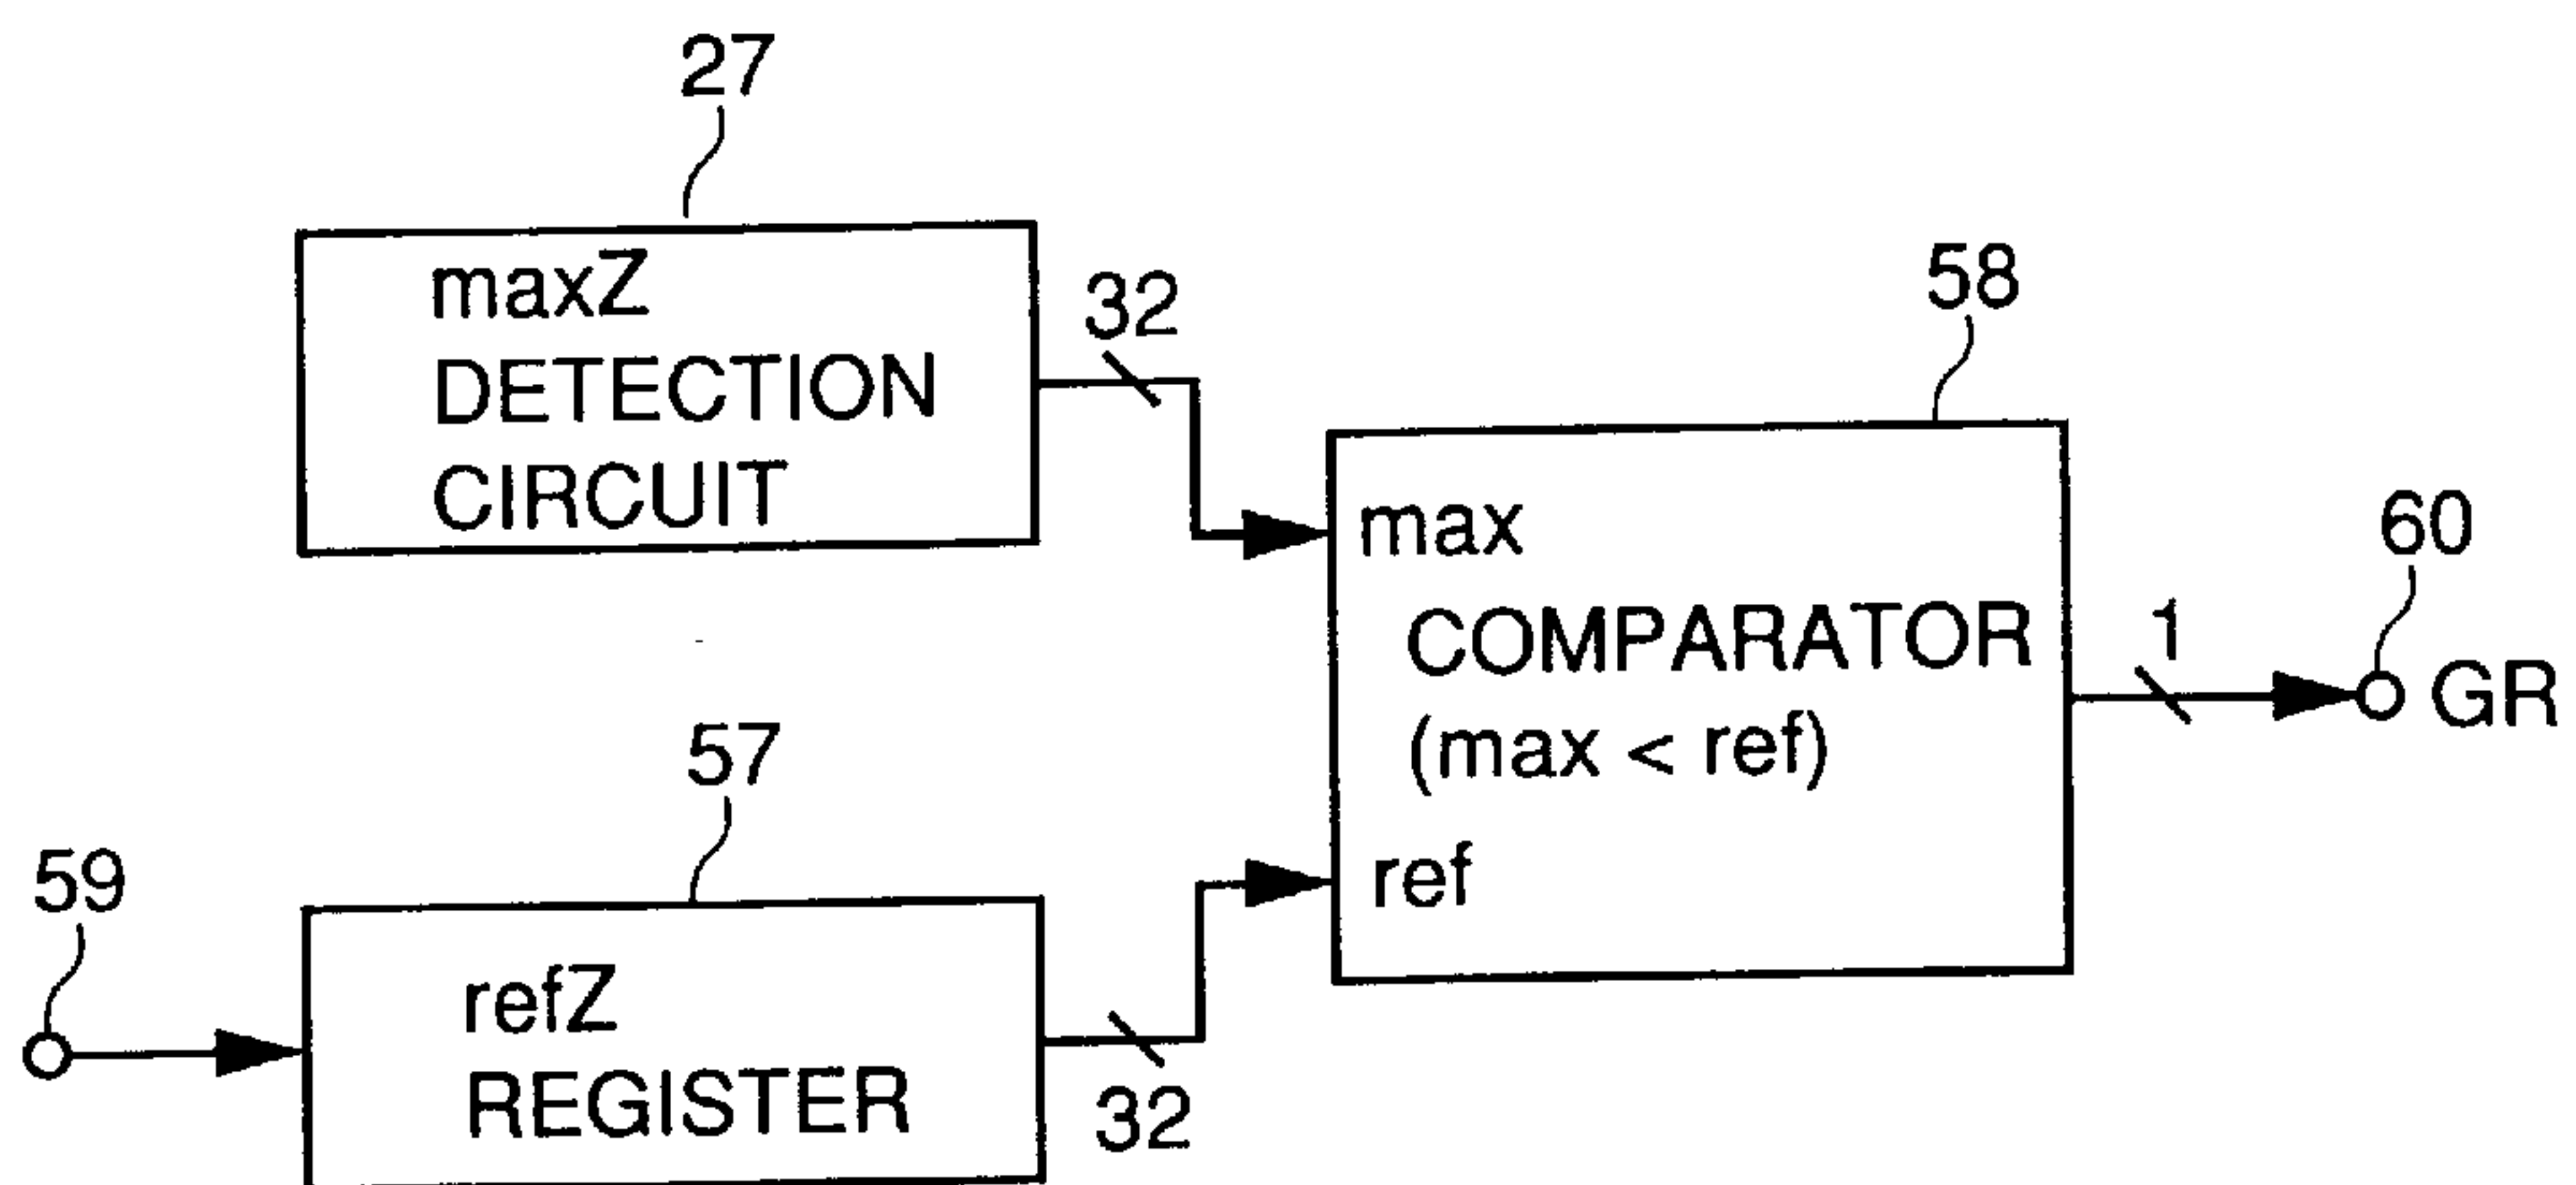 27
maxZ
DETECTION
CIRCUIT
32
58
max
COMPARATOR
(max < ref)
ref
1
60
GR
57
59
refZ
REGISTER
32